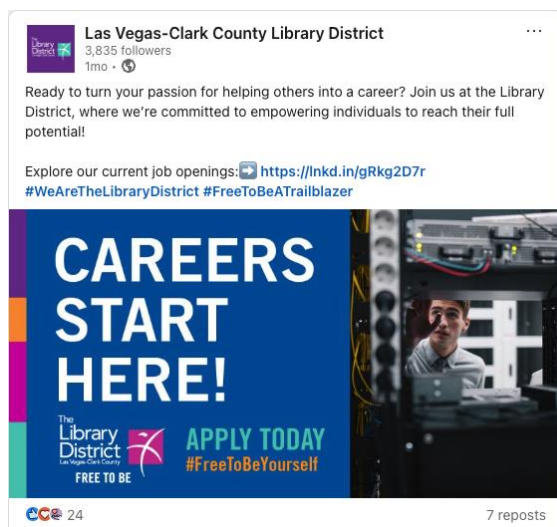 Las Vegas-Clark County Library District
3,835 followers
1mo •
Ready to turn your passion for helping others into a career? Join us at the Library
District, where we're committed to empowering individuals to reach their full
potential!
Explore our current job openings:➡️ https://lnkd.in/gRkg2D7r
#WeAreTheLibraryDistrict #FreeToBeATrailblazer
CAREERS
START
HERE!
The
Library
District
Las Vegas-Clark County
FREE TO BE
APPLY TODAY
#FreeToBeYourself
24
7 reposts